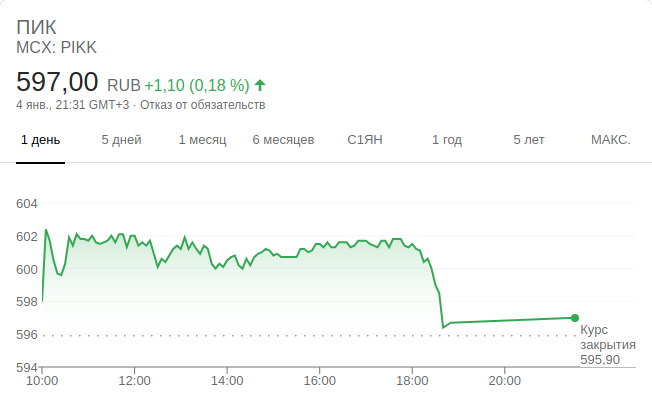 ПИК
MCX: PIKK
597,00 RUB +1,10 (0,18 %)
4 янв., 21:31 GMT+3 · Отказ от обязательств
1 день 5 дней 1 месяц 6 месяцев С1ЯН 1 год 5 лет МАКС.
604
602
600
598
596
594
Курс
закрытия
595,90
10:00 12:00 14:00 16:00 18:00 20:00